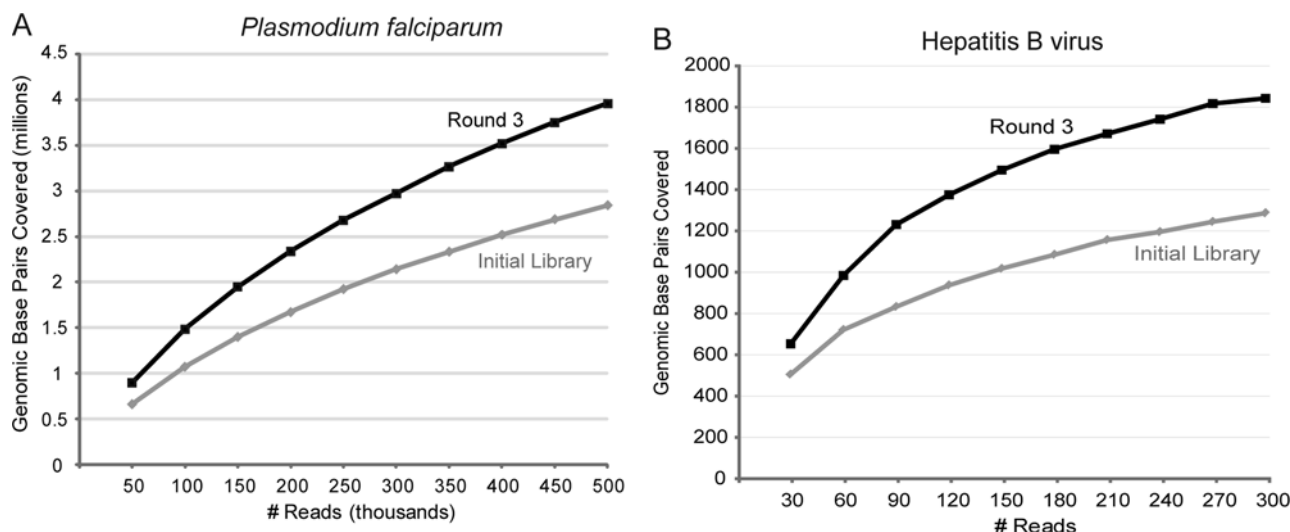 A
Plasmodium falciparum
Genomic Base Pairs Covered (millions)
4.5
4
3.5
3
2.5
2
1.5
1
0.5
0
Round 3
Initial Library
50 100 150 200 250 300 350 400 450 500
# Reads (thousands)
B
Hepatitis B virus
Genomic Base Pairs Covered
2000
1800
1600
1400
1200
1000
800
600
400
200
0
Round 3
Initial Library
30 60 90 120 150 180 210 240 270 300
# Reads